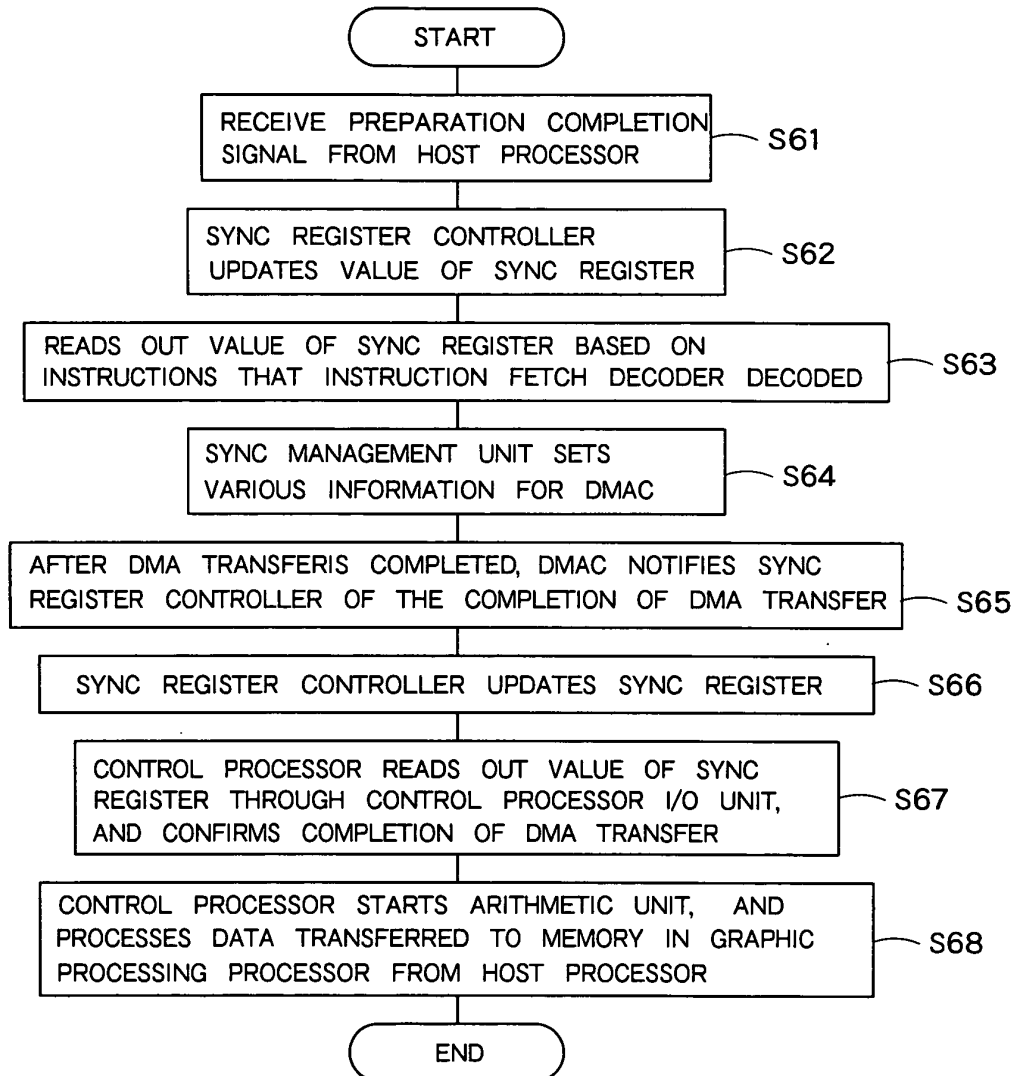 START
RECEIVE PREPARATION COMPLETION
SIGNAL FROM HOST PROCESSOR
S61
SYNC REGISTER CONTROLLER
UPDATES VALUE OF SYNC REGISTER
S62
READS OUT VALUE OF SYNC REGISTER BASED ON
INSTRUCTIONS THAT INSTRUCTION FETCH DECODER DECODED
S63
SYNC MANAGEMENT UNIT SETS
VARIOUS INFORMATION FOR DMAC
S64
AFTER DMA TRANSFERIS COMPLETED, DMAC NOTIFIES SYNC
REGISTER CONTROLLER OF THE COMPLETION OF DMA TRANSFER
S65
SYNC REGISTER CONTROLLER UPDATES SYNC REGISTER
S66
CONTROL PROCESSOR READS OUT VALUE OF SYNC
REGISTER THROUGH CONTROL PROCESSOR I/O UNIT,
AND CONFIRMS COMPLETION OF DMA TRANSFER
S67
CONTROL PROCESSOR STARTS ARITHMETIC UNIT, AND
PROCESSES DATA TRANSFERRED TO MEMORY IN GRAPHIC
PROCESSING PROCESSOR FROM HOST PROCESSOR
S68
END